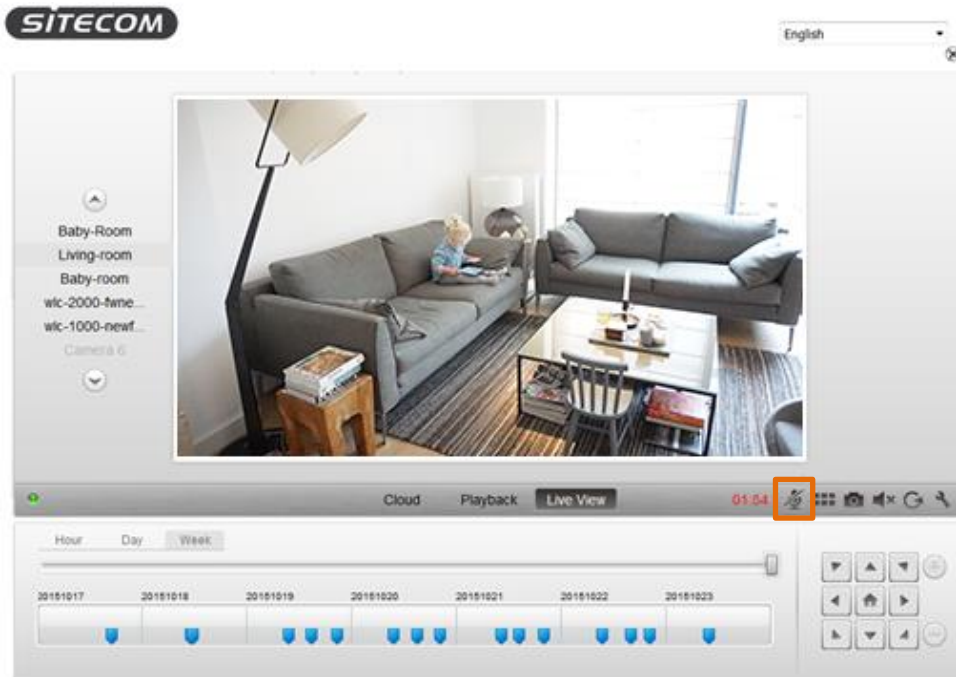 SITECOM
English
Baby-Room
Living-room
Baby-room
wlc-2000-fwne...
wlc-1000-newf...
Camera 6
Cloud Playback Live View 01:54
Hour Day Week
20151017 20151018 20151019 20151020 20151021 20151022 20151023